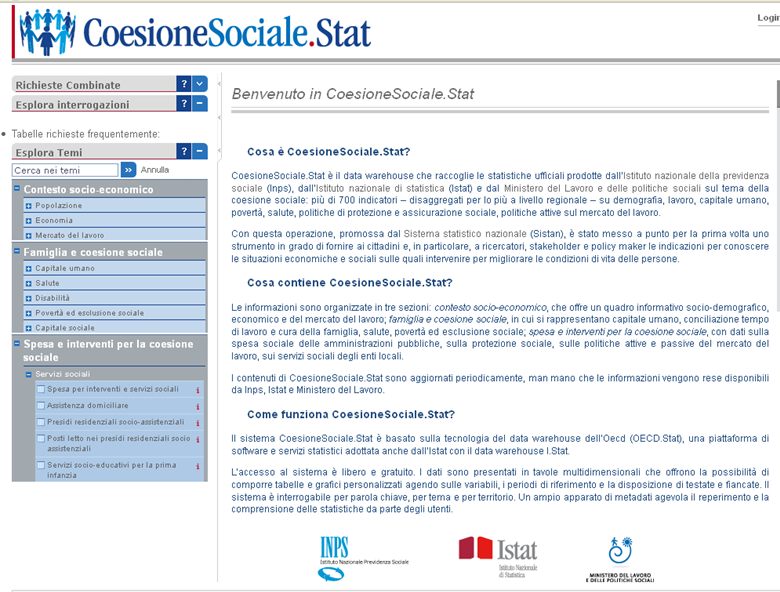 CoesioneSociale.Stat
Login
Richieste Combinate ?
Esplora interrogazioni ?
Tabelle richieste frequentemente:
Esplora Temi ?
Cerca nei temi » Annulla
Contesto socio-economico
Popolazione
Economia
Mercato del lavoro
Famiglia e coesione sociale
Capitale umano
Salute
Disabilità
Povertà ed esclusione sociale
Capitale sociale
Spesa e interventi per la coesione
sociale
Servizi sociali
Spesa per interventi e servizi sociali i
Assistenza domiciliare i
Presidi residenziali socio-assistenziali i
Posti letto nei presidi residenziali socio i
assistenziali
Servizi socio-educativi per la prima i
infanzia
Benvenuto in CoesioneSociale.Stat
Cosa é CoesioneSociale.Stat?
CoesioneSociale.Stat è il data warehouse che raccoglie le statistiche ufficiali prodotte dall'Istituto nazionale della previdenza
sociale (Inps), dall'Istituto nazionale di statistica (Istat) e dal Ministero del Lavoro e delle politiche sociali sul tema della
coesione sociale: più di 700 indicatori – disaggregati per lo più a livello regionale – su demografia, lavoro, capitale umano,
povertà, salute, politiche di protezione e assicurazione sociale, politiche attive sul mercato del lavoro.
Con questa operazione, promossa dal Sistema statistico nazionale (Sistan), è stato messo a punto per la prima volta uno
strumento in grado di fornire ai cittadini e, in particolare, a ricercatori, stakeholder e policy maker le indicazioni per conoscere
le situazioni economiche e sociali sulle quali intervenire per migliorare le condizioni di vita delle persone.
Cosa contiene CoesioneSociale.Stat?
Le informazioni sono organizzate in tre sezioni: contesto socio-economico, che offre un quadro informativo socio-demografico,
economico e del mercato del lavoro; famiglia e coesione sociale, in cui si rappresentano capitale umano, conciliazione tempo
di lavoro e cura della famiglia, salute, povertà ed esclusione sociale; spesa e interventi per la coesione sociale, con dati sulla
spesa sociale delle amministrazioni pubbliche, sulla protezione sociale, sulle politiche attive e passive del mercato del
lavoro, sui servizi sociali degli enti locali.
I contenuti di CoesioneSociale.Stat sono aggiornati periodicamente, man mano che le informazioni vengono rese disponibili
da Inps, Istat e Ministero del Lavoro.
Come funziona CoesioneSociale.Stat?
Il sistema CoesioneSociale.Stat è basato sulla tecnologia del data warehouse dell'Oecd (OECD.Stat), una piattaforma di
software e servizi statistici adottata anche dall'Istat con il data warehouse I.Stat.
L'accesso al sistema è libero e gratuito. I dati sono presentati in tavole multidimensionali che offrono la possibilità di
comporre tabelle e grafici personalizzati agendo sulle variabili, i periodi di riferimento e la disposizione di testate e fiancate. Il
sistema è interrogabile per parola chiave, per tema e per territorio. Un ampio apparato di metadati agevola il reperimento e la
comprensione delle statistiche da parte degli utenti.
INPS
Istituto Nazionale Previdenza Sociale
Istat
Istituto Nazionale
di Statistica
MINISTERO DEL LAVORO
E DELLE POLITICHE SOCIALI